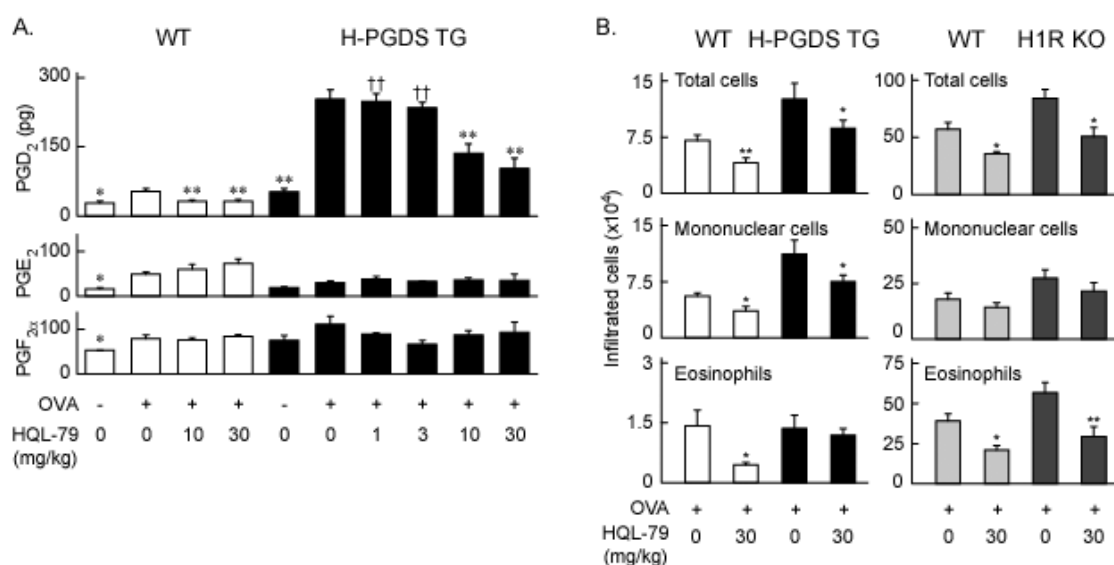 A.
WT H-PGDS TG
PGD2 (pg)
300
150
0
* ** ** ** †† †† ** **
PGE2
100
0
*
PGF2α
100
0
*
OVA - + + + - + + + + +
HQL-79 0 0 10 30 0 0 1 3 10 30
(mg/kg)
B.
WT H-PGDS TG WT H1R KO
Infiltrated cells (x10⁴)
15
7.5
0
Total cells
** *
100
50
0
Total cells
* *
15
7.5
0
Mononuclear cells
* *
50
25
0
Mononuclear cells
3
1.5
0
Eosinophils
*
75
25
0
Eosinophils
* **
OVA + + + + + + + +
HQL-79 0 30 0 30 0 30 0 30
(mg/kg)